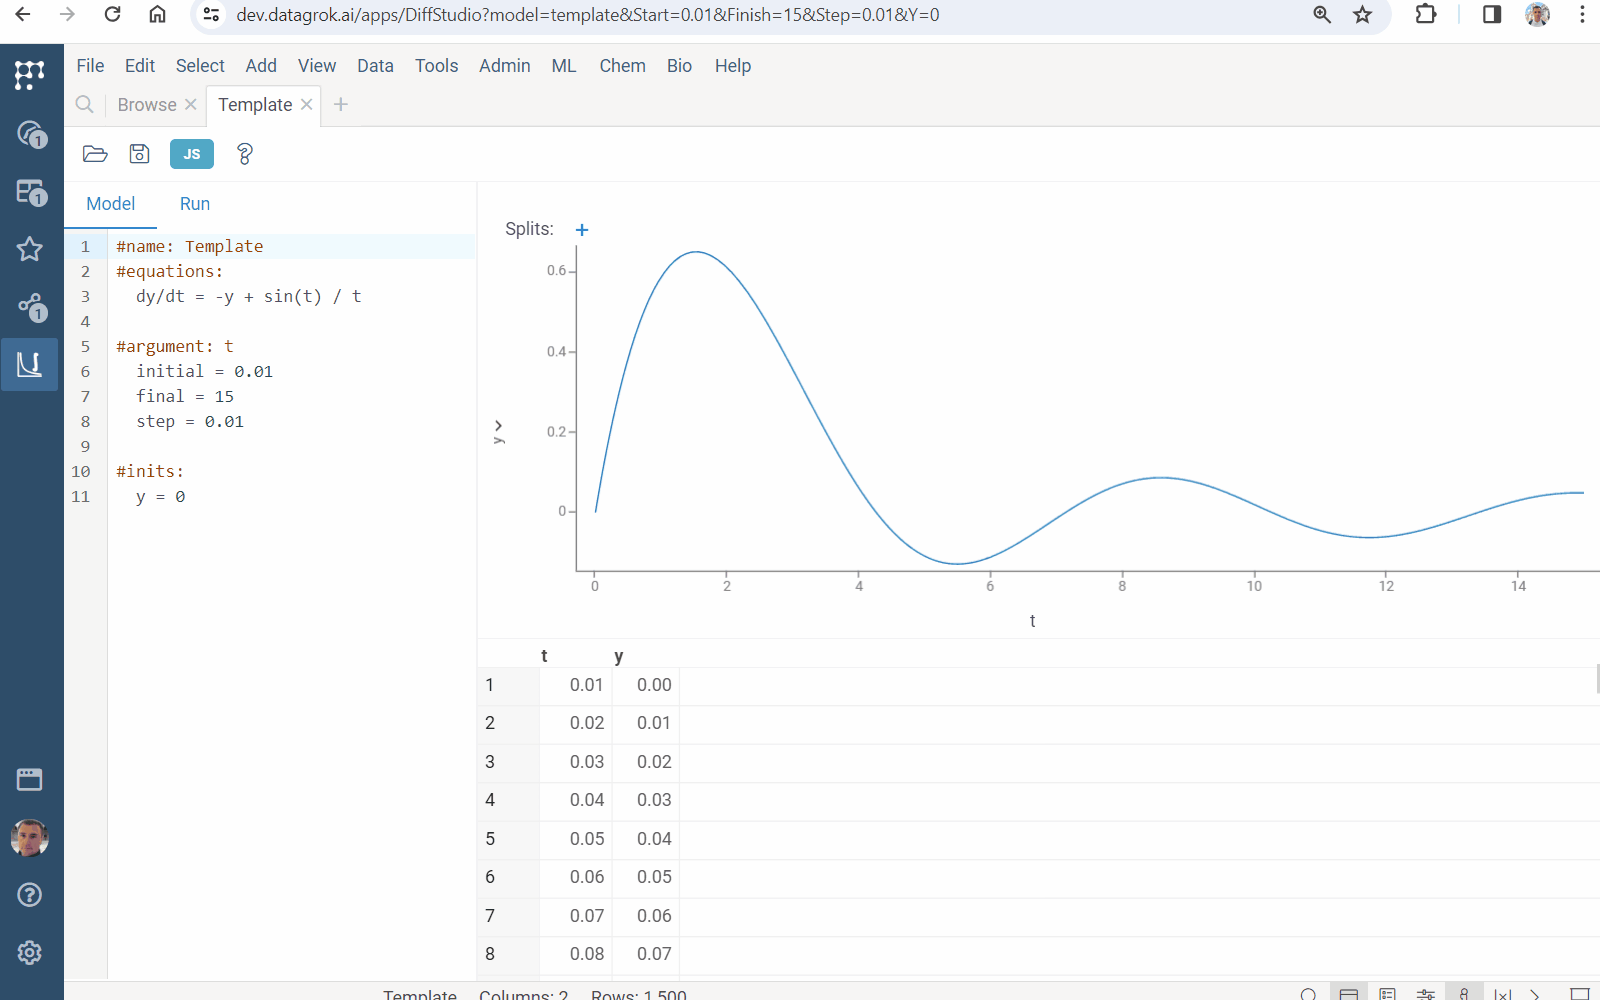 dev.datagrok.ai/apps/DiffStudio?model=template&Start=0.01&Finish=15&Step=0.01&Y=0
File Edit Select Add View Data Tools Admin ML Chem Bio Help
Browse Template
JS
Model Run
1 #name: Template
2 #equations:
3 dy/dt = -y + sin(t) / t
4
5 #argument: t
6 initial = 0.01
7 final = 15
8 step = 0.01
9
10 #inits:
11 y = 0
1
1
1
Splits: +
0.6
0.4
0.2
0
y
0 2 4 6 8 10 12 14
t
t y
1 0.01 0.00
2 0.02 0.01
3 0.03 0.02
4 0.04 0.03
5 0.05 0.04
6 0.06 0.05
7 0.07 0.06
8 0.08 0.07
Template Columns: 2 Rows: 1,500